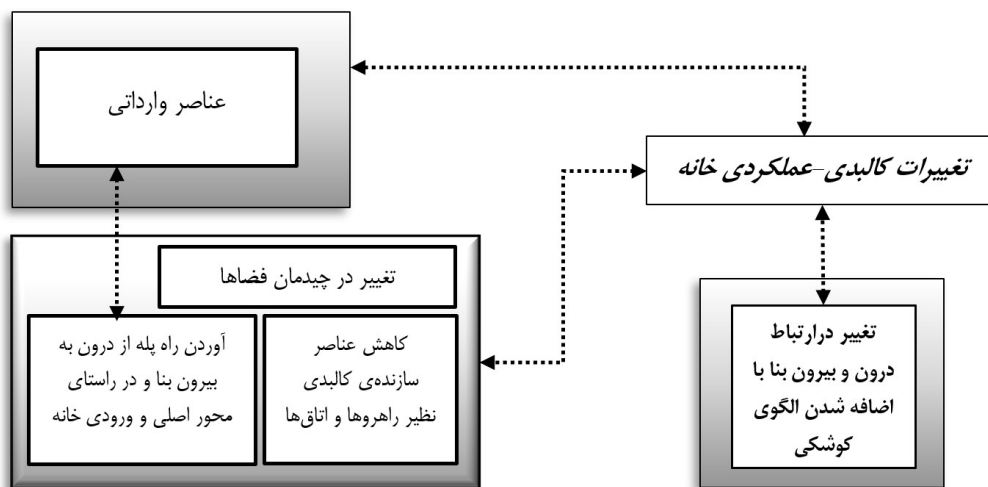 عناصر وارداتی
تغییرات کالبدی-عملکردی خانه
تغییر در چیدمان فضاها
کاهش عناصر
سازنده‌ی کالبدی
نظیر راهروها و اتاق‌ها
آوردن راه پله از درون به
بیرون بنا و در راستای
محور اصلی و ورودی خانه
تغییر درارتباط
درون و بیرون بنا با
اضافه شدن الگوی
کوشکی